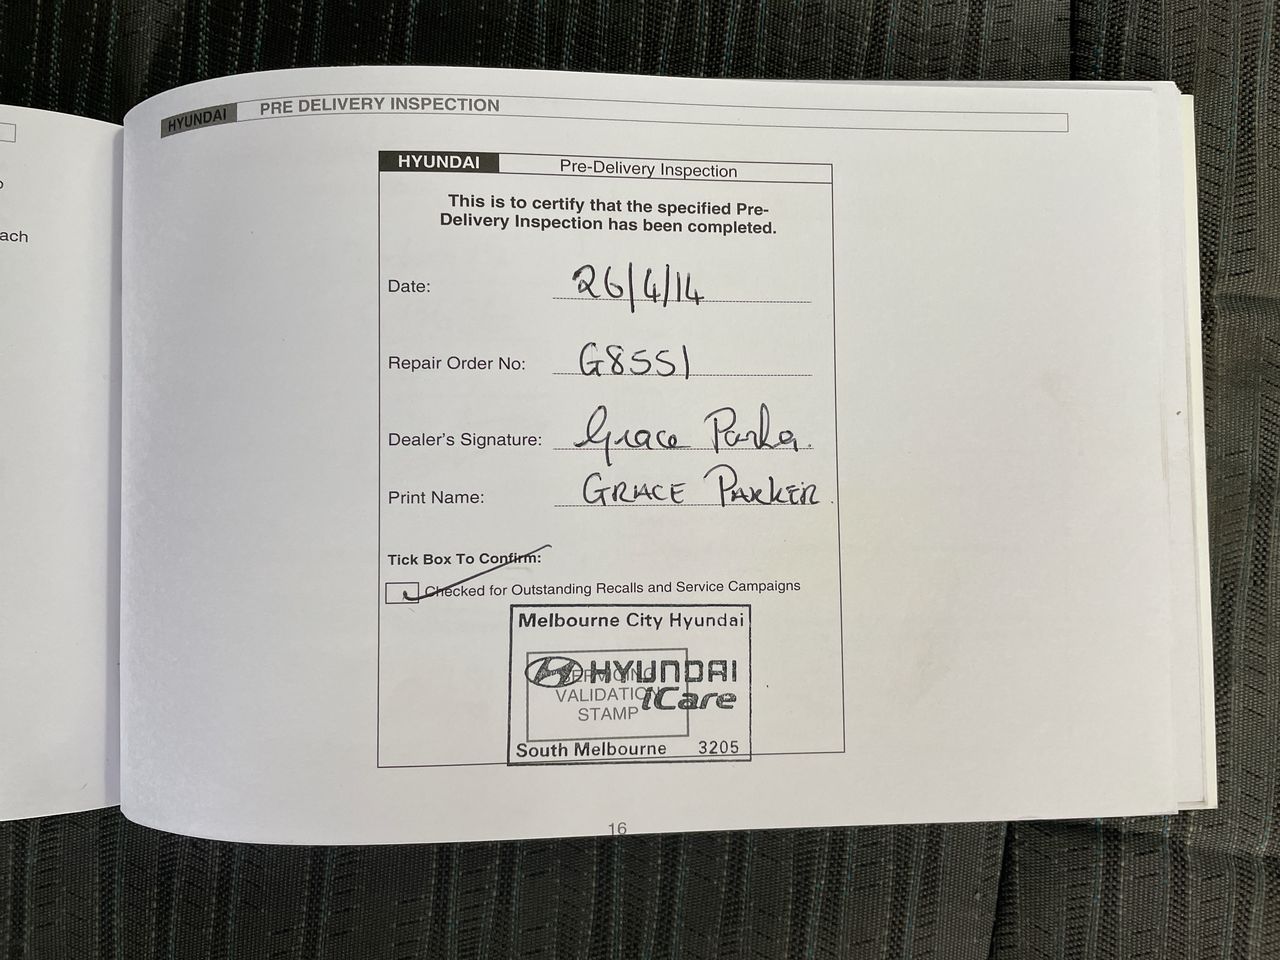 ach
HYUNDAI PRE DELIVERY INSPECTION
HYUNDAI Pre-Delivery Inspection
This is to certify that the specified Pre-
Delivery Inspection has been completed.
Date: 26/4/14
Repair Order No: G8551
Dealer's Signature: Grace Parker.
Print Name: GRACE PARKER.
Tick Box To Confirm:
Checked for Outstanding Recalls and Service Campaigns
Melbourne City Hyundai
HYUNDAI
VALIDATIO iCare
STAMP
South Melbourne 3205
16